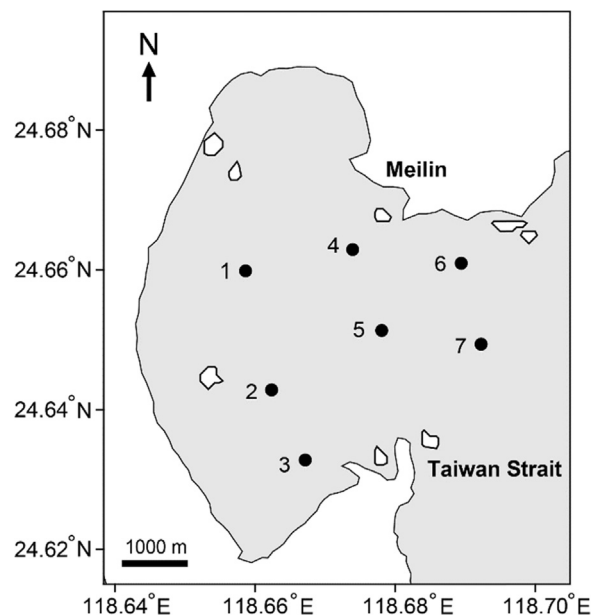 N
24.68°N
Meilin
4
24.66°N
1
6
5
7
24.64°N
2
3
Taiwan Strait
1000 m
24.62°N
118.64°E
118.66°E
118.68°E
118.70°E